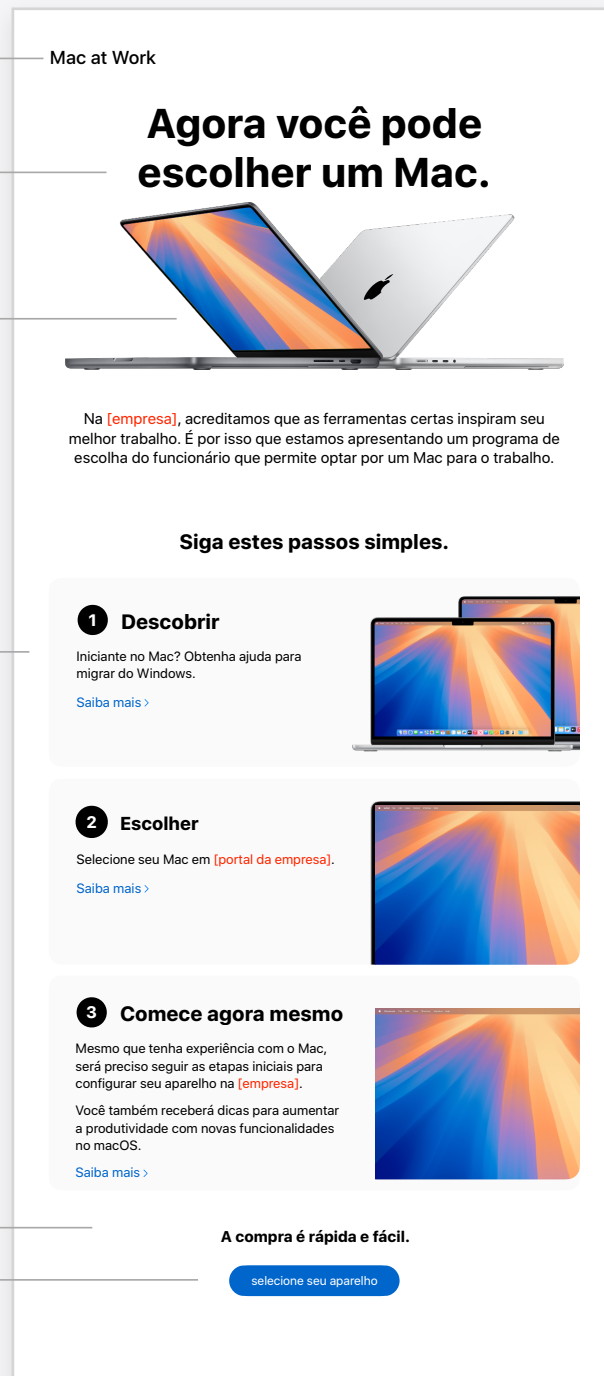 Mac at Work
Agora você pode
escolher um Mac.
Na [empresa], acreditamos que as ferramentas certas inspiram seu
melhor trabalho. É por isso que estamos apresentando um programa de
escolha do funcionário que permite optar por um Mac para o trabalho.
Siga estes passos simples.
1 Descobrir
Iniciante no Mac? Obtenha ajuda para
migrar do Windows.
Saiba mais >
2 Escolher
Selecione seu Mac em [portal da empresa].
Saiba mais >
3 Comece agora mesmo
Mesmo que tenha experiência com o Mac,
será preciso seguir as etapas iniciais para
configurar seu aparelho na [empresa].
Você também receberá dicas para aumentar
a produtividade com novas funcionalidades
no macOS.
Saiba mais >
A compra é rápida e fácil.
selecione seu aparelho